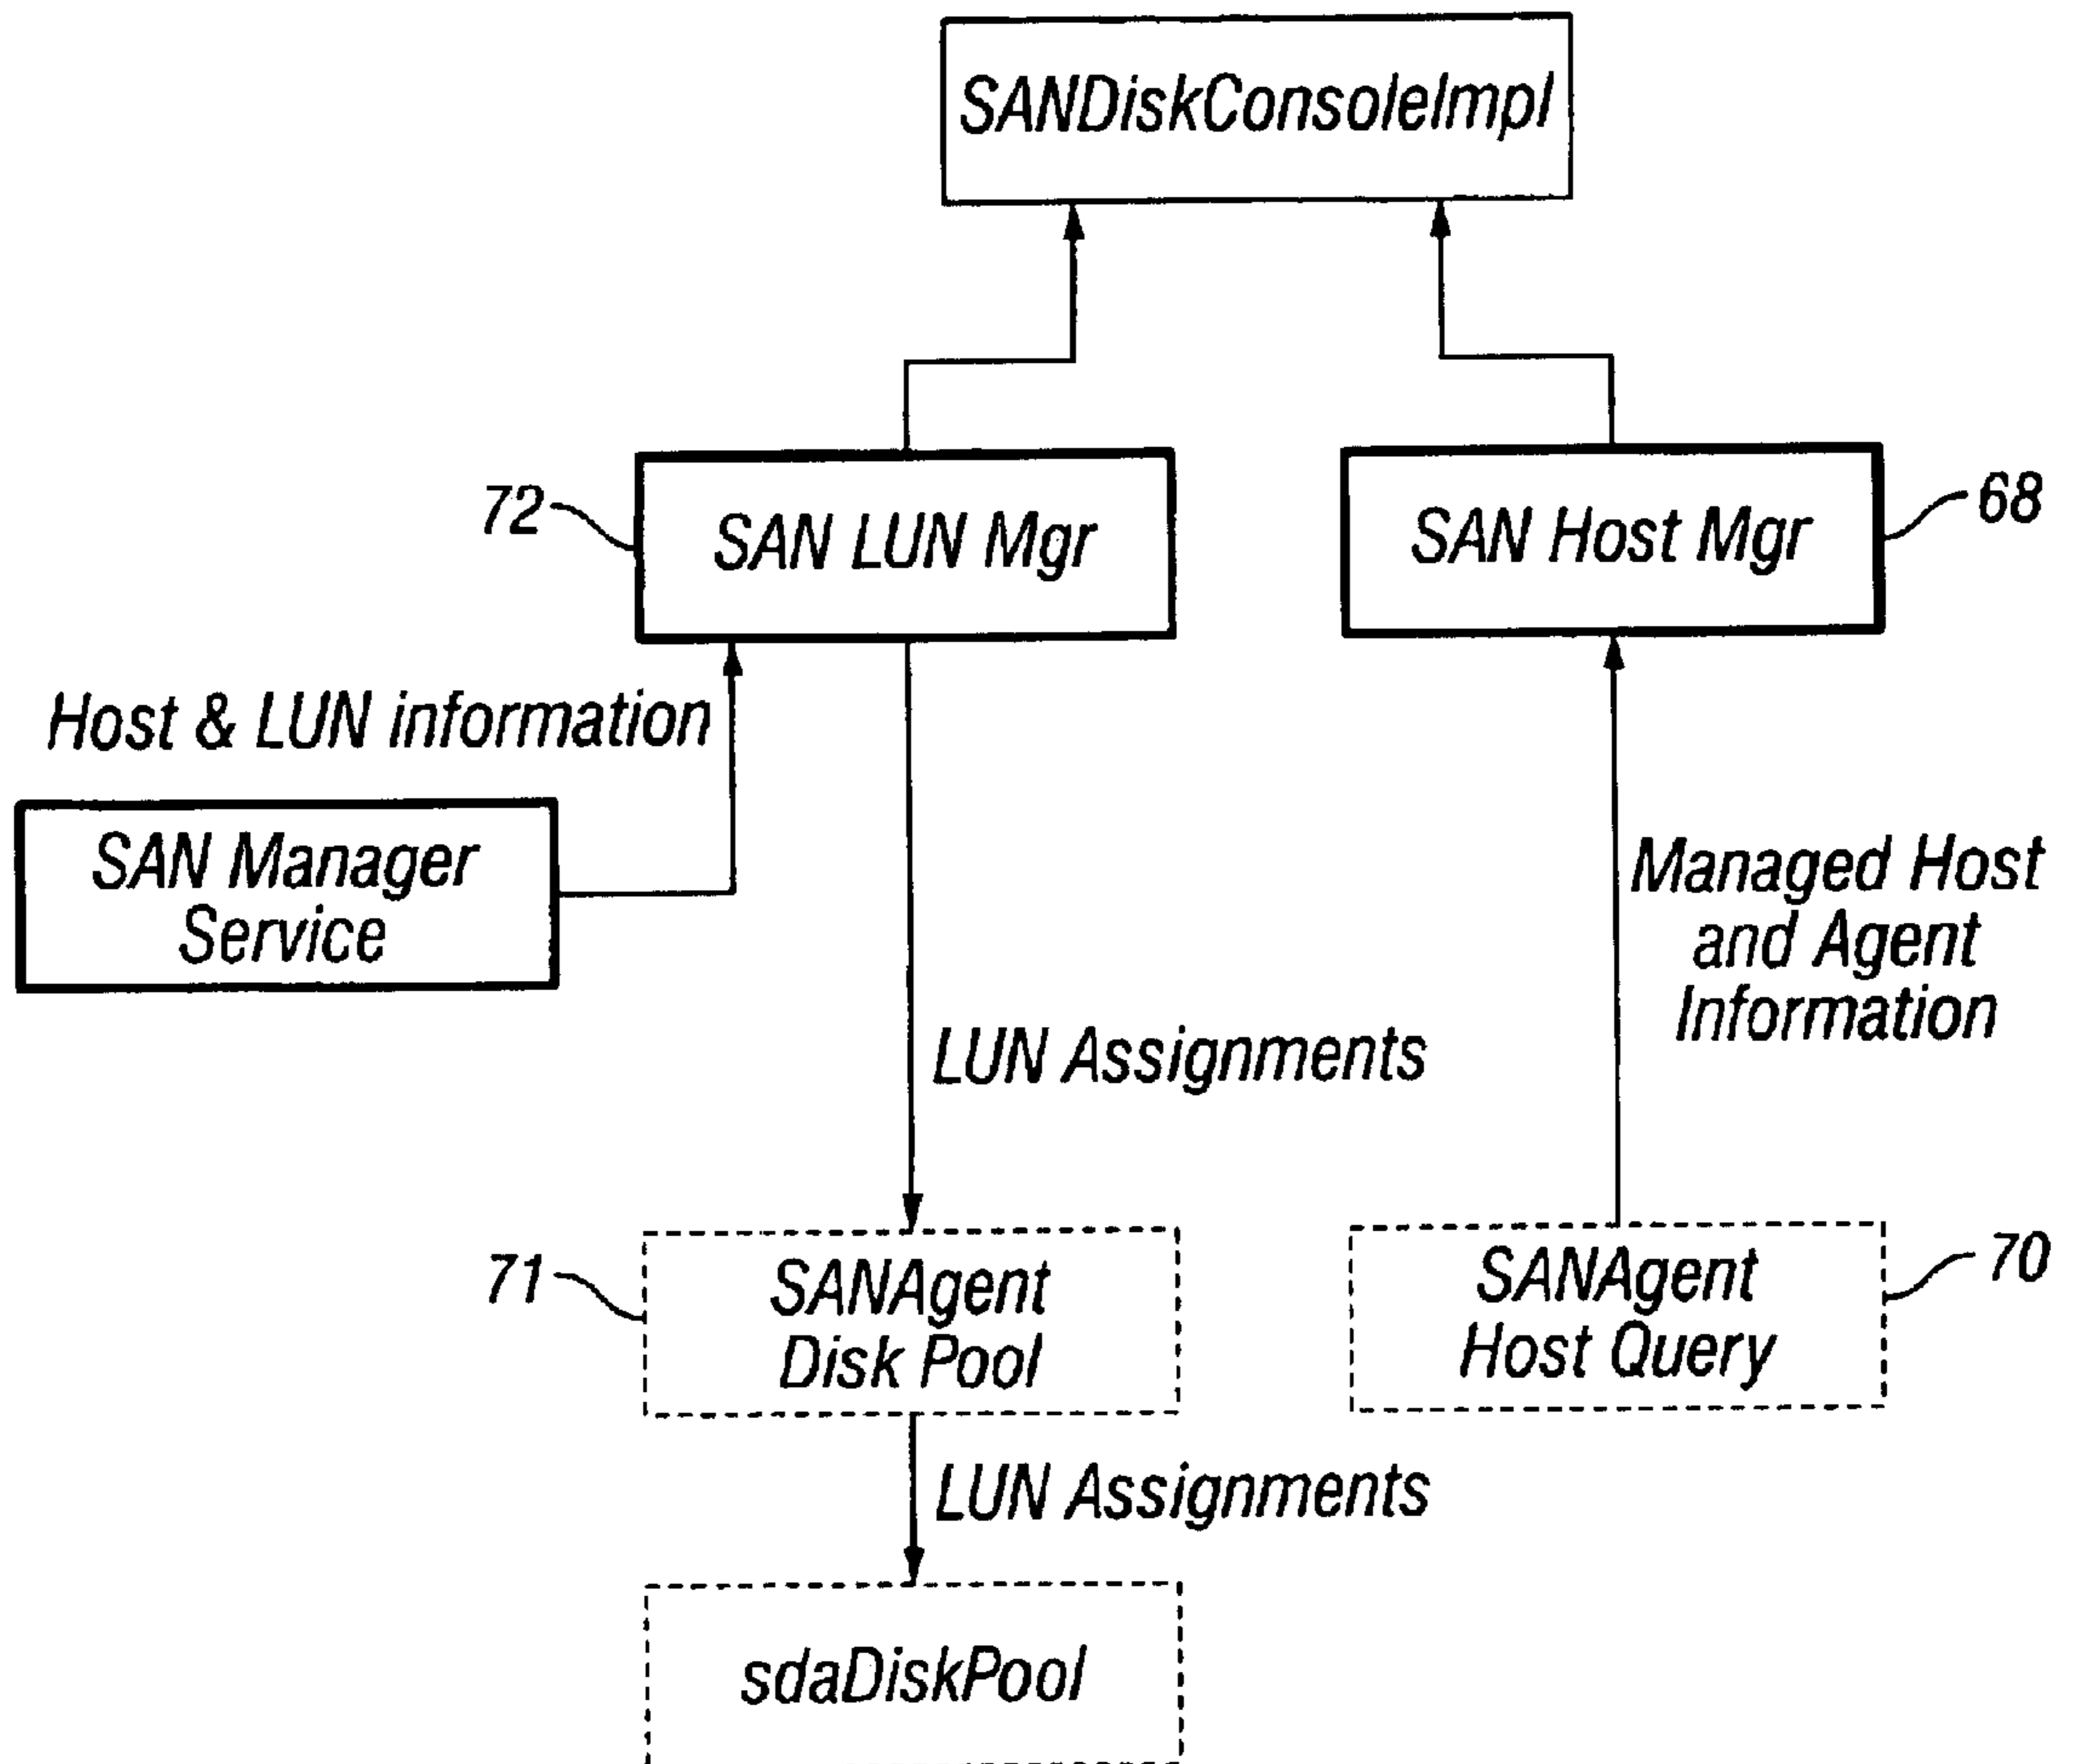 SANDiskConsoleImpl
72
SAN LUN Mgr
SAN Host Mgr
68
Host & LUN information
SAN Manager
Service
Managed Host
and Agent
Information
LUN Assignments
71
SANAgent
Disk Pool
SANAgent
Host Query
70
LUN Assignments
sdaDiskPool